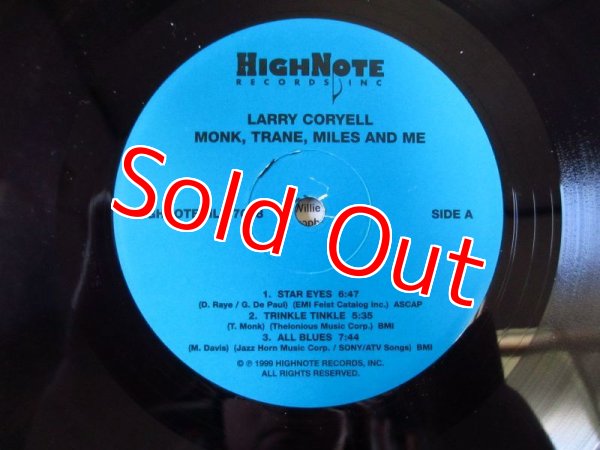 HIGHNOTE
RECORDS, INC
LARRY CORYELL
MONK, TRANE, MILES AND ME
Sold Out
Willie
SIDE A
1. STAR EYES 6:47
(D. Raye / G. De Paul) (EMI Feist Catalog Inc.) ASCAP
2. TRINKLE TINKLE 5:35
(T. Monk) (Thelonious Music Corp.) BMI
3. ALL BLUES 7:44
(M. Davis) (Jazz Horn Music Corp. / SONY/ATV Songs) BMI
© ℗ 1999 HIGHNOTE RECORDS, INC.
ALL RIGHTS RESERVED.